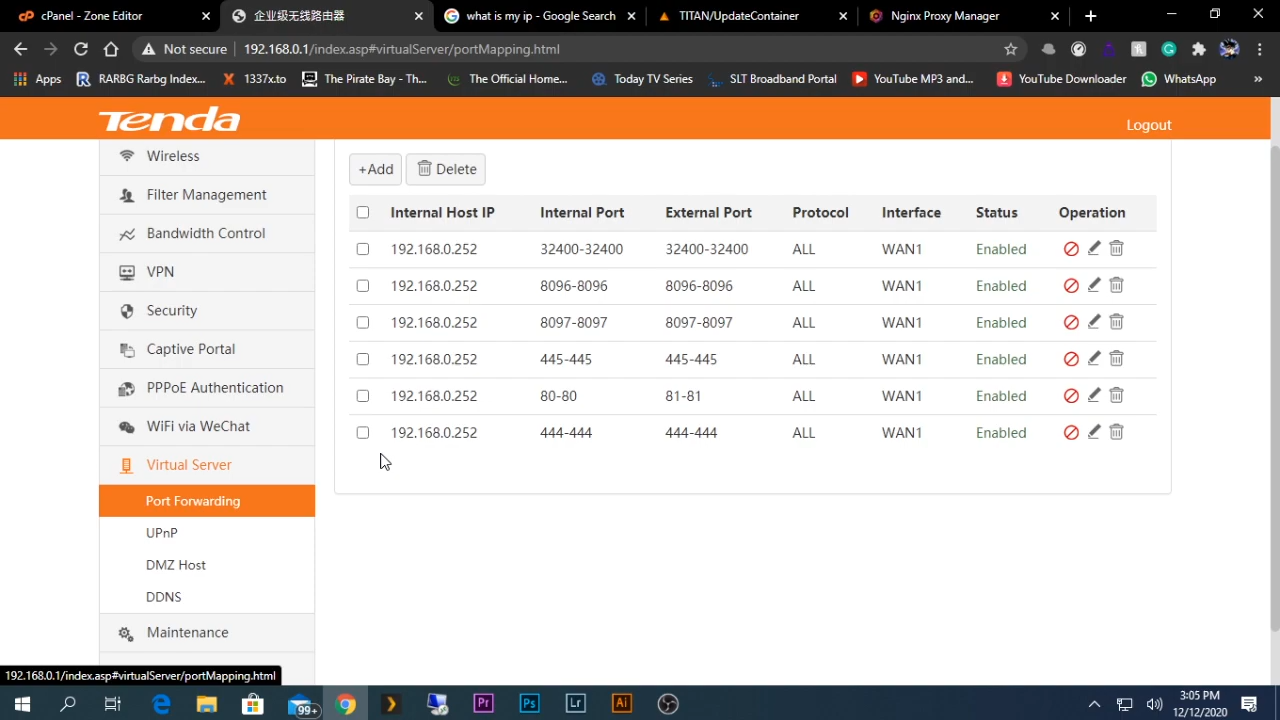 cPanel - Zone Editor
企业级无线路由器
what is my ip - Google Search
TITAN/UpdateContainer
Nginx Proxy Manager
Not secure
192.168.0.1/index.asp#virtualServer/portMapping.html
Apps
RARBG Rarbg Index...
1337x.to
The Pirate Bay - Th...
The Official Home...
Today TV Series
SLT Broadband Portal
YouTube MP3 and...
YouTube Downloader
WhatsApp
»
Tenda
Logout
Wireless
Filter Management
Bandwidth Control
VPN
Security
Captive Portal
PPPoE Authentication
WiFi via WeChat
Virtual Server
Port Forwarding
UPnP
DMZ Host
DDNS
Maintenance
+Add Delete
Internal Host IP Internal Port External Port Protocol Interface Status Operation
192.168.0.252 32400-32400 32400-32400 ALL WAN1 Enabled
192.168.0.252 8096-8096 8096-8096 ALL WAN1 Enabled
192.168.0.252 8097-8097 8097-8097 ALL WAN1 Enabled
192.168.0.252 445-445 445-445 ALL WAN1 Enabled
192.168.0.252 80-80 81-81 ALL WAN1 Enabled
192.168.0.252 444-444 444-444 ALL WAN1 Enabled
192.168.0.1/index.asp#virtualServer/portMapping.html
99+
Pr
Ps
Lr
Ai
3:05 PM
12/12/2020